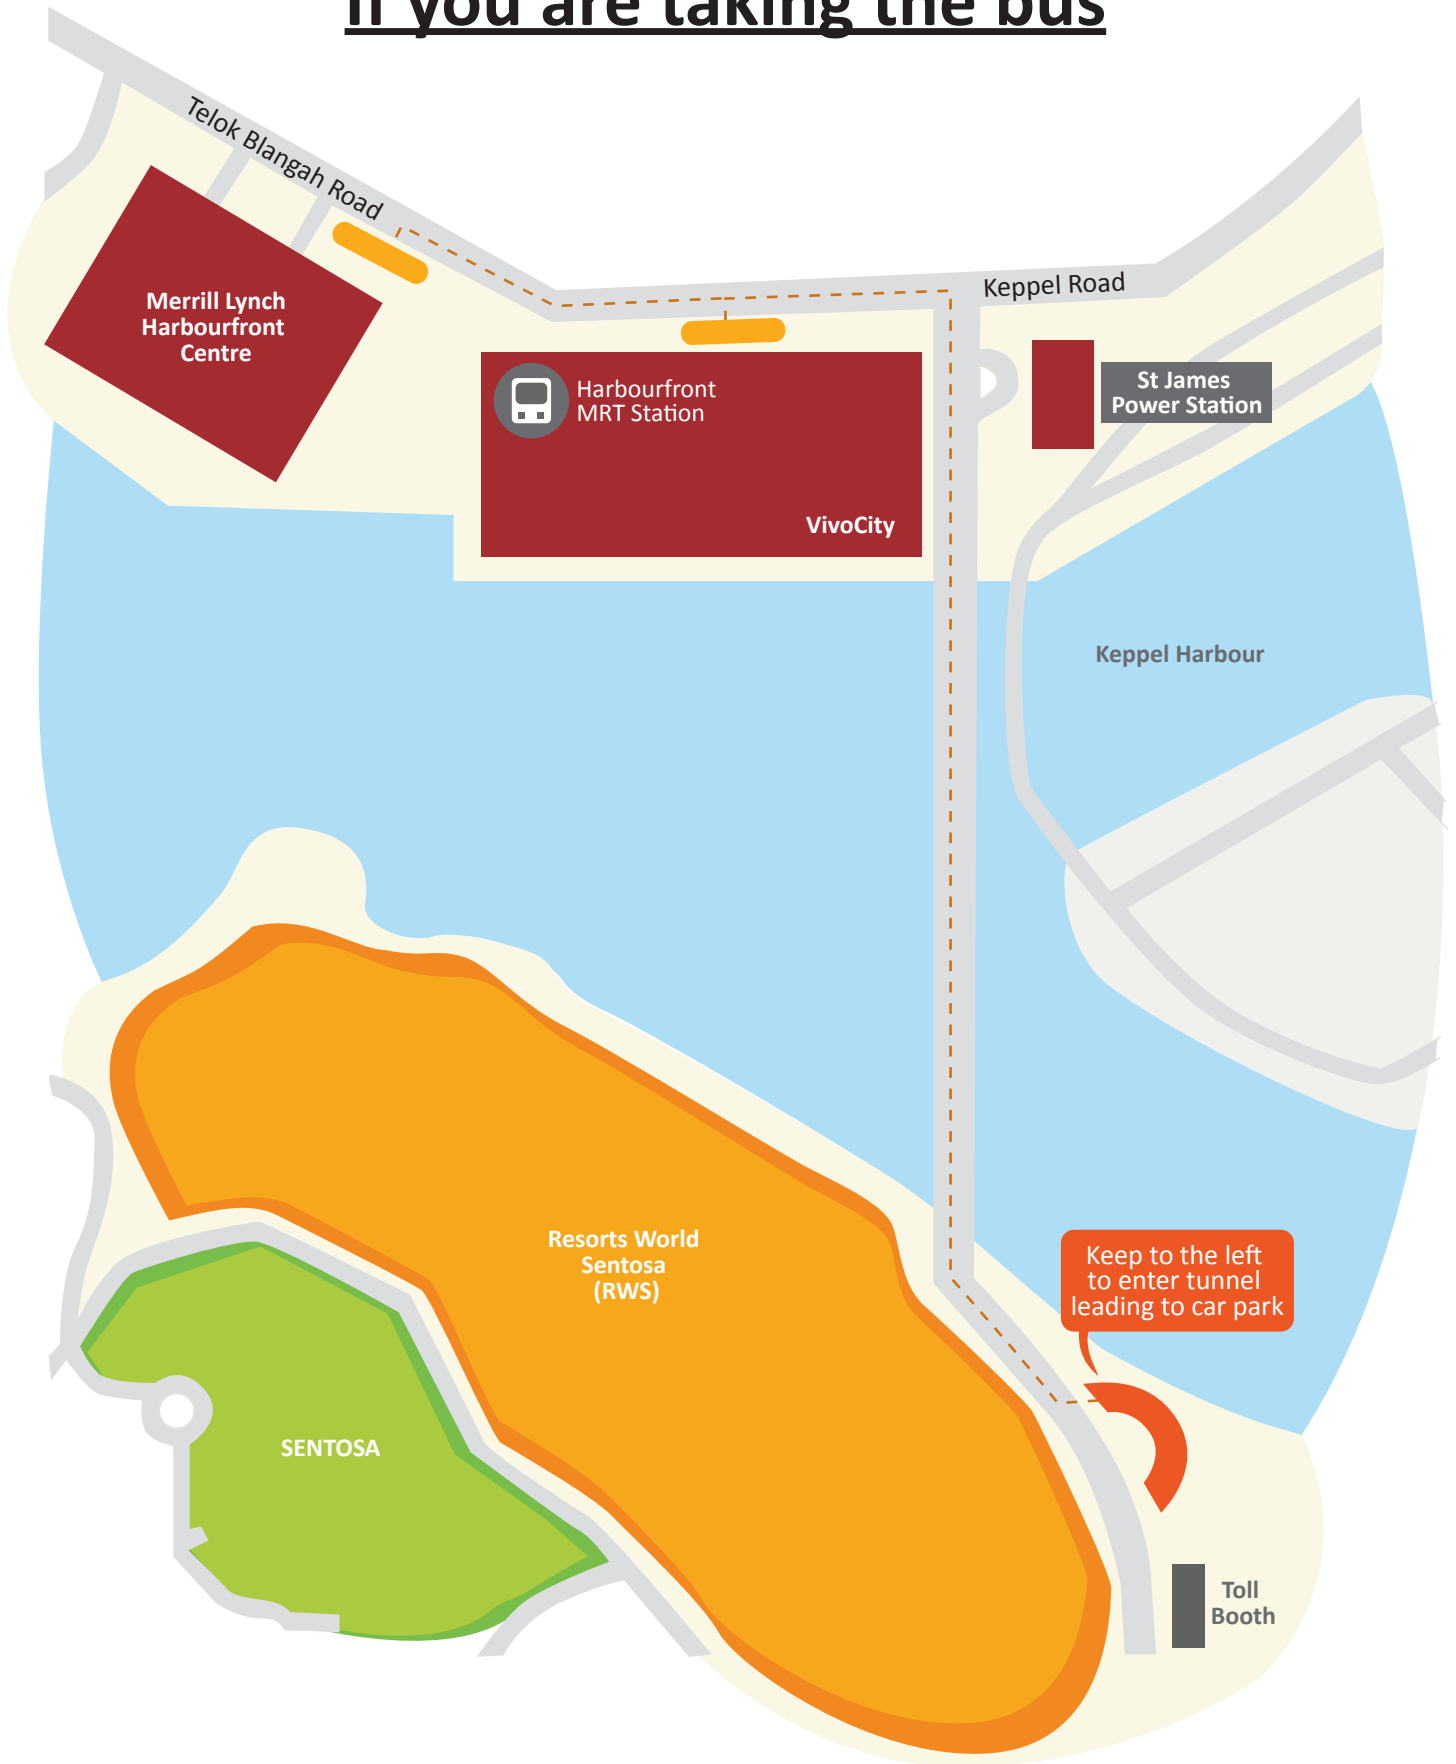 If you are taking the bus
Telok Blangah Road
Keppel Road
Merrill Lynch
Harbourfront
Centre
Harbourfront
MRT Station
St James
Power Station
VivoCity
Keppel Harbour
Resorts World
Sentosa
(RWS)
Keep to the left
to enter tunnel
leading to car park
SENTOSA
Toll
Booth